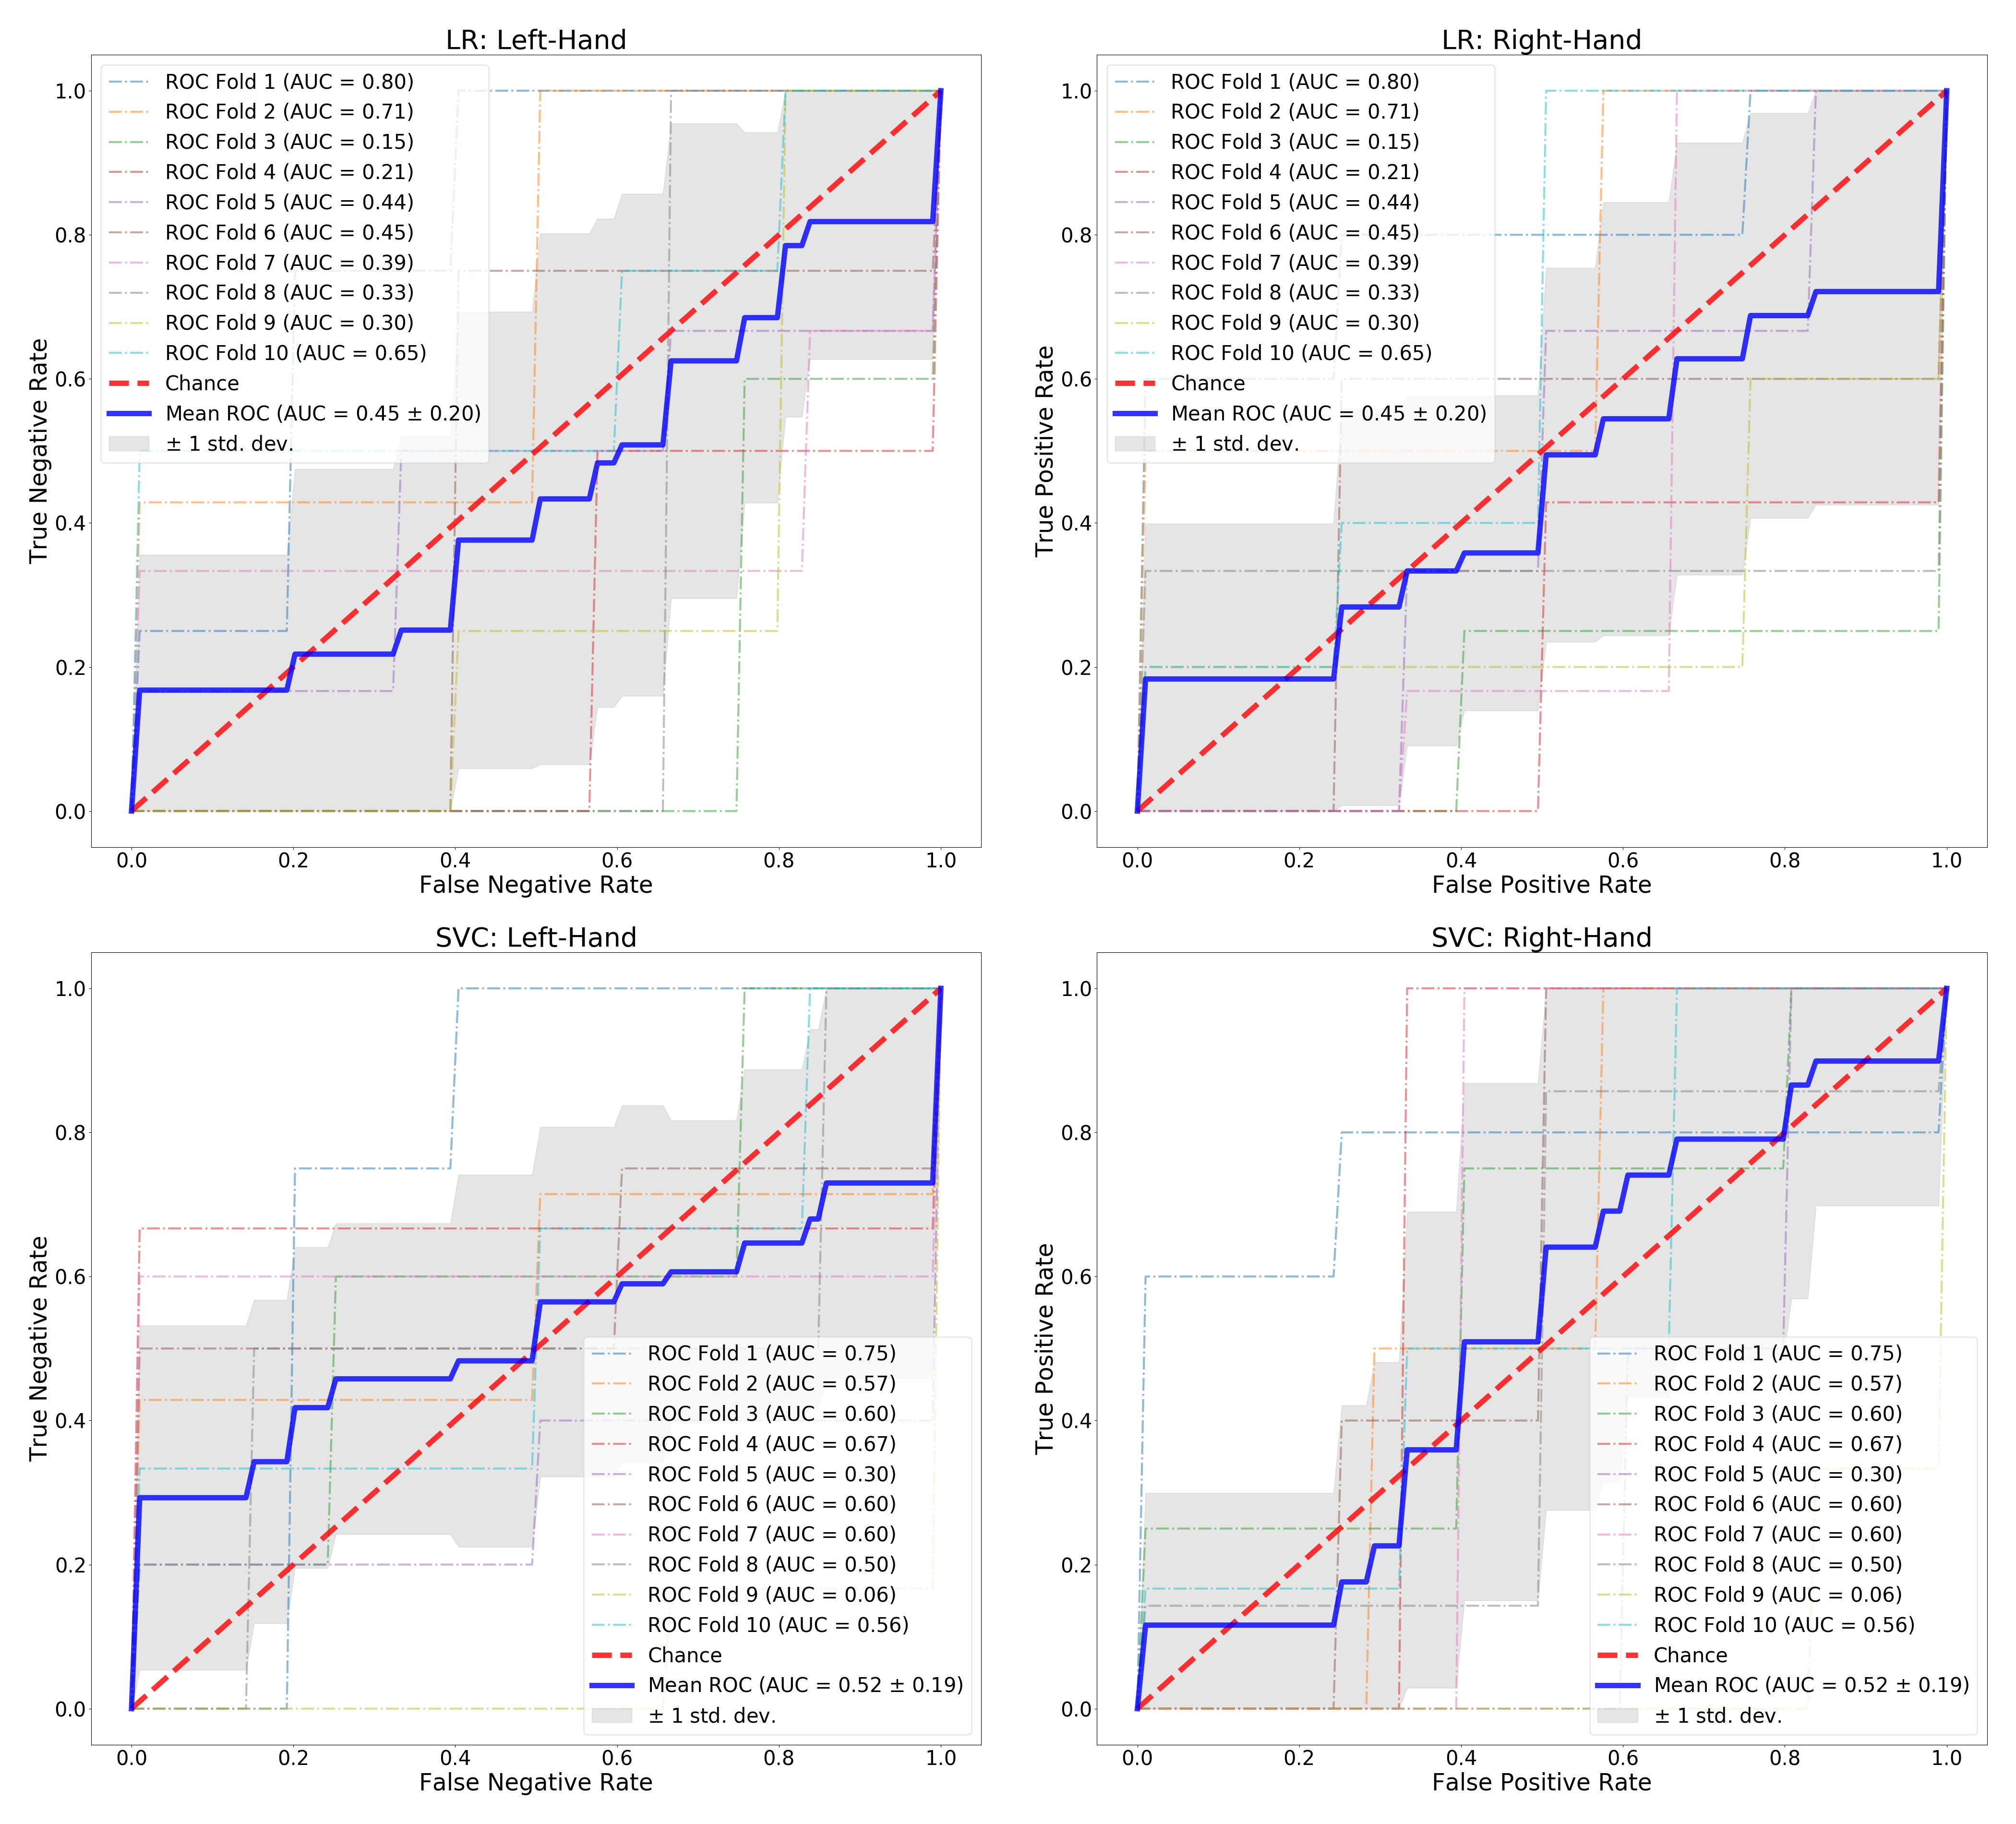 LR: Left-Hand
True Negative Rate
1.0
0.8
0.6
0.4
0.2
0.0
ROC Fold 1 (AUC = 0.80)
ROC Fold 2 (AUC = 0.71)
ROC Fold 3 (AUC = 0.15)
ROC Fold 4 (AUC = 0.21)
ROC Fold 5 (AUC = 0.44)
ROC Fold 6 (AUC = 0.45)
ROC Fold 7 (AUC = 0.39)
ROC Fold 8 (AUC = 0.33)
ROC Fold 9 (AUC = 0.30)
ROC Fold 10 (AUC = 0.65)
Chance
Mean ROC (AUC = 0.45 ± 0.20)
± 1 std. dev.
0.0 0.2 0.4 0.6 0.8 1.0
False Negative Rate
LR: Right-Hand
True Positive Rate
1.0
0.8
0.6
0.4
0.2
0.0
ROC Fold 1 (AUC = 0.80)
ROC Fold 2 (AUC = 0.71)
ROC Fold 3 (AUC = 0.15)
ROC Fold 4 (AUC = 0.21)
ROC Fold 5 (AUC = 0.44)
ROC Fold 6 (AUC = 0.45)
ROC Fold 7 (AUC = 0.39)
ROC Fold 8 (AUC = 0.33)
ROC Fold 9 (AUC = 0.30)
ROC Fold 10 (AUC = 0.65)
Chance
Mean ROC (AUC = 0.45 ± 0.20)
± 1 std. dev.
0.0 0.2 0.4 0.6 0.8 1.0
False Positive Rate
SVC: Left-Hand
True Negative Rate
1.0
0.8
0.6
0.4
0.2
0.0
ROC Fold 1 (AUC = 0.75)
ROC Fold 2 (AUC = 0.57)
ROC Fold 3 (AUC = 0.60)
ROC Fold 4 (AUC = 0.67)
ROC Fold 5 (AUC = 0.30)
ROC Fold 6 (AUC = 0.60)
ROC Fold 7 (AUC = 0.60)
ROC Fold 8 (AUC = 0.50)
ROC Fold 9 (AUC = 0.06)
ROC Fold 10 (AUC = 0.56)
Chance
Mean ROC (AUC = 0.52 ± 0.19)
± 1 std. dev.
0.0 0.2 0.4 0.6 0.8 1.0
False Negative Rate
SVC: Right-Hand
True Positive Rate
1.0
0.8
0.6
0.4
0.2
0.0
ROC Fold 1 (AUC = 0.75)
ROC Fold 2 (AUC = 0.57)
ROC Fold 3 (AUC = 0.60)
ROC Fold 4 (AUC = 0.67)
ROC Fold 5 (AUC = 0.30)
ROC Fold 6 (AUC = 0.60)
ROC Fold 7 (AUC = 0.60)
ROC Fold 8 (AUC = 0.50)
ROC Fold 9 (AUC = 0.06)
ROC Fold 10 (AUC = 0.56)
Chance
Mean ROC (AUC = 0.52 ± 0.19)
± 1 std. dev.
0.0 0.2 0.4 0.6 0.8 1.0
False Positive Rate